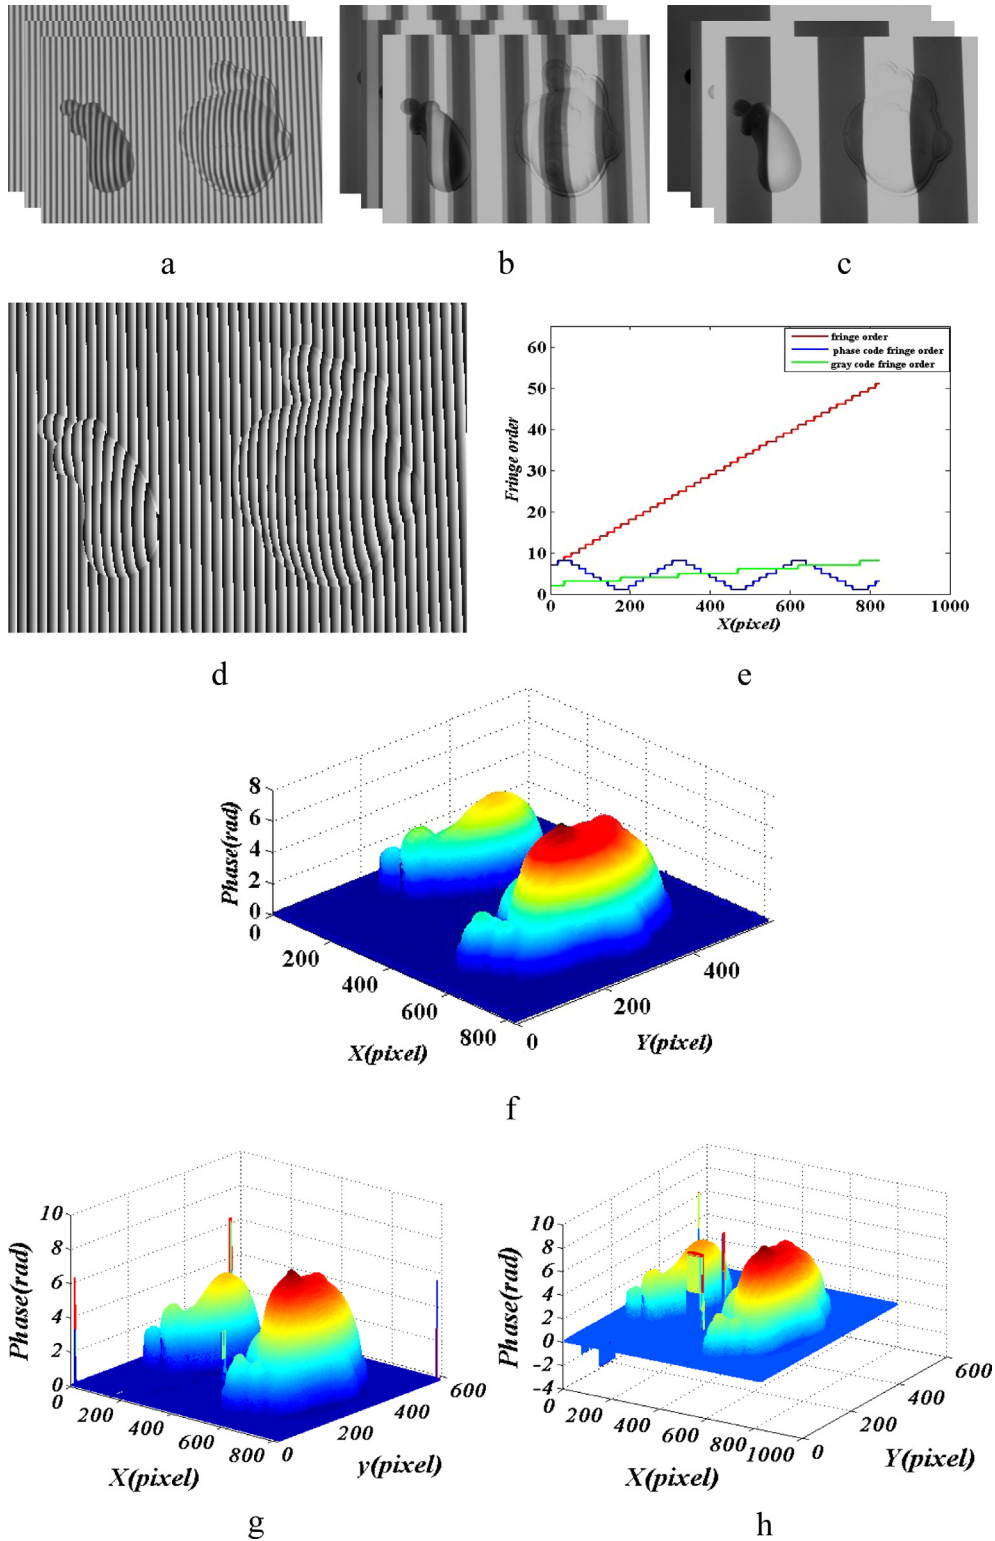 a
b
c
d
fringe order
phase code fringe order
gray code fringe order
60
50
40
30
20
10
0
Fringe order
0 200 400 600 800 1000
X(pixel)
e
8
6
4
2
0
Phase(rad)
0
200
400
600
800
X(pixel)
0
200
400
Y(pixel)
f
10
8
6
4
2
0
Phase(rad)
0
200
400
600
800
X(pixel)
0
200
400
600
y(pixel)
g
10
8
6
4
2
0
-2
-4
Phase(rad)
0
200
400
600
800
1000
X(pixel)
0
200
400
600
Y(pixel)
h